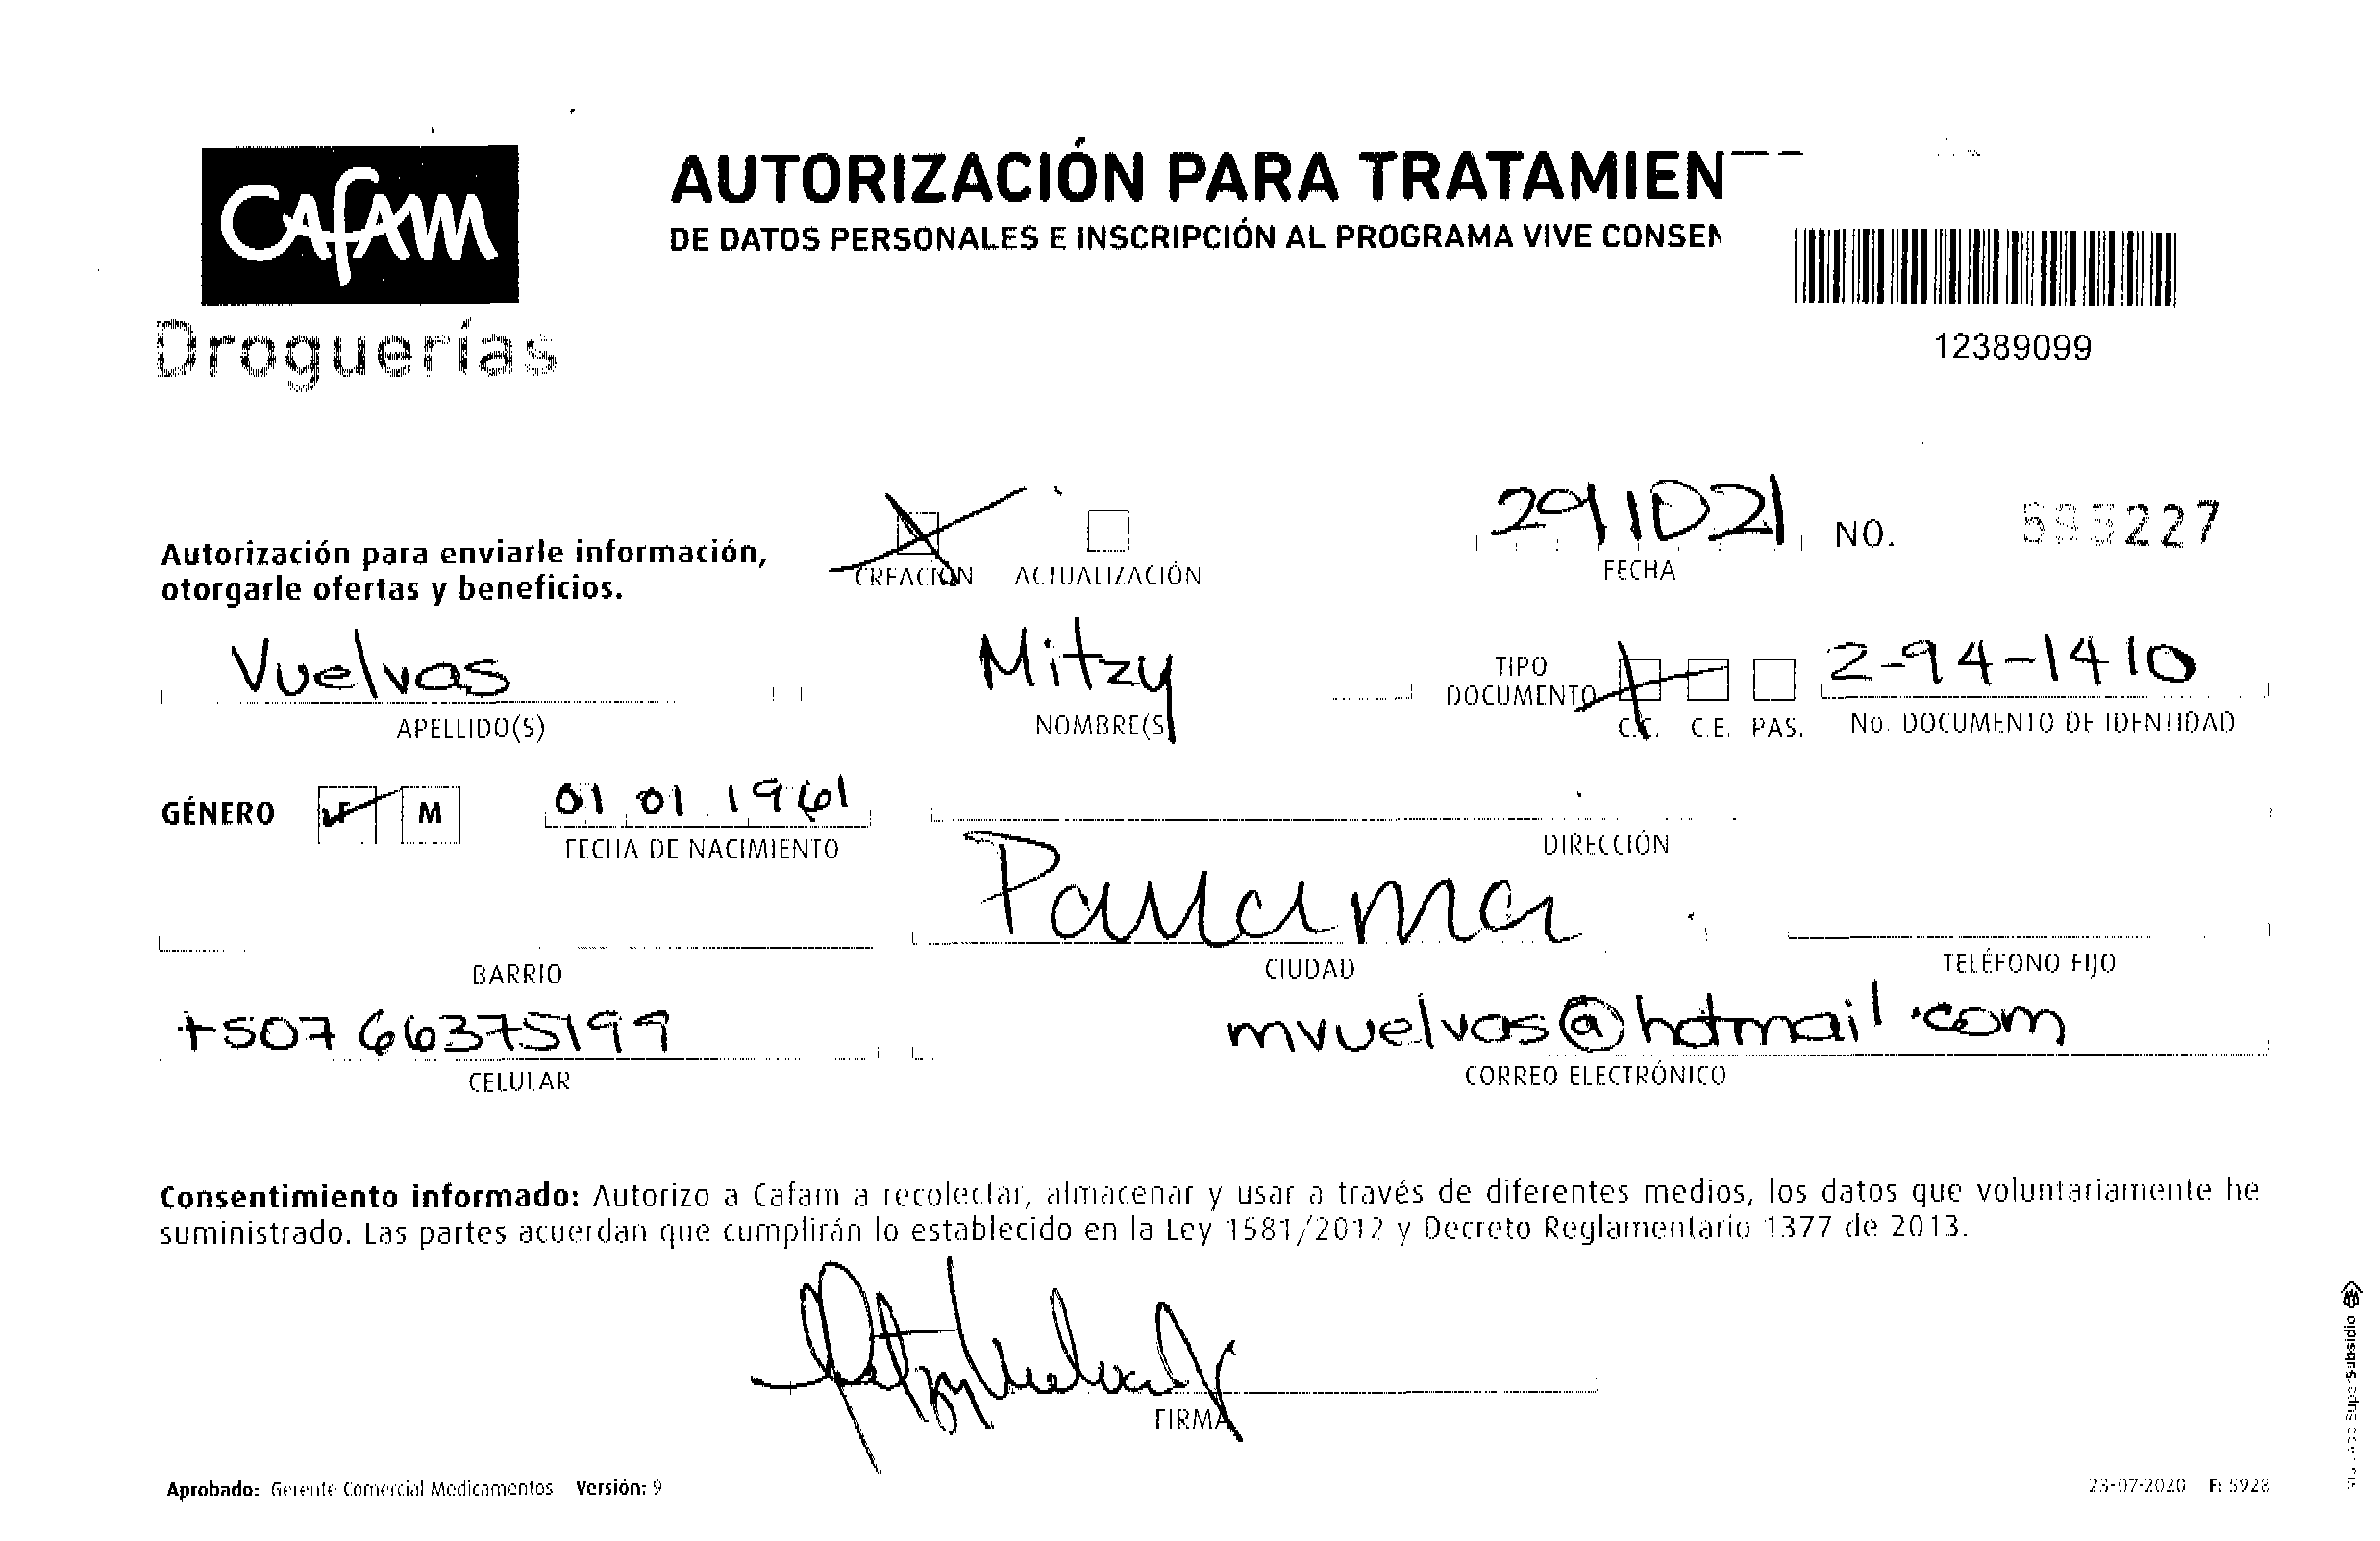 Cafam
Droguerías
AUTORIZACIÓN PARA TRATAMIEN
DE DATOS PERSONALES E INSCRIPCIÓN AL PROGRAMA VIVE CONSEN
12389099
Autorización para enviarle información,
otorgarle ofertas y beneficios.
CREACIÓN ACTUALIZACIÓN
291021
FECHA
NO. 595227
Vuelvas
APELLIDO(S)
Mitzy
NOMBRE(S
TIPO
DOCUMENTO
C.C. C.E. PAS.
2-94-1410
No. DOCUMENTO DE IDENTIDAD
GÉNERO F M
01 01 1961
FECHA DE NACIMIENTO
DIRECCIÓN
BARRIO
Panama
CIUDAD
TELÉFONO FIJO
+507 66375199
CELULAR
mvuelvas@hotmail.com
CORREO ELECTRÓNICO
Consentimiento informado: Autorizo a Cafam a recolectar, almacenar y usar a través de diferentes medios, los datos que voluntariamente he
suministrado. Las partes acuerdan que cumplirán lo establecido en la Ley 1581/2012 y Decreto Reglamentario 1377 de 2013.
Mitzy Vuelvas
FIRMA
Aprobado: Gerente Comercial Medicamentos Versión: 9
23-07-2020 F: 5928
SuperSubsidio